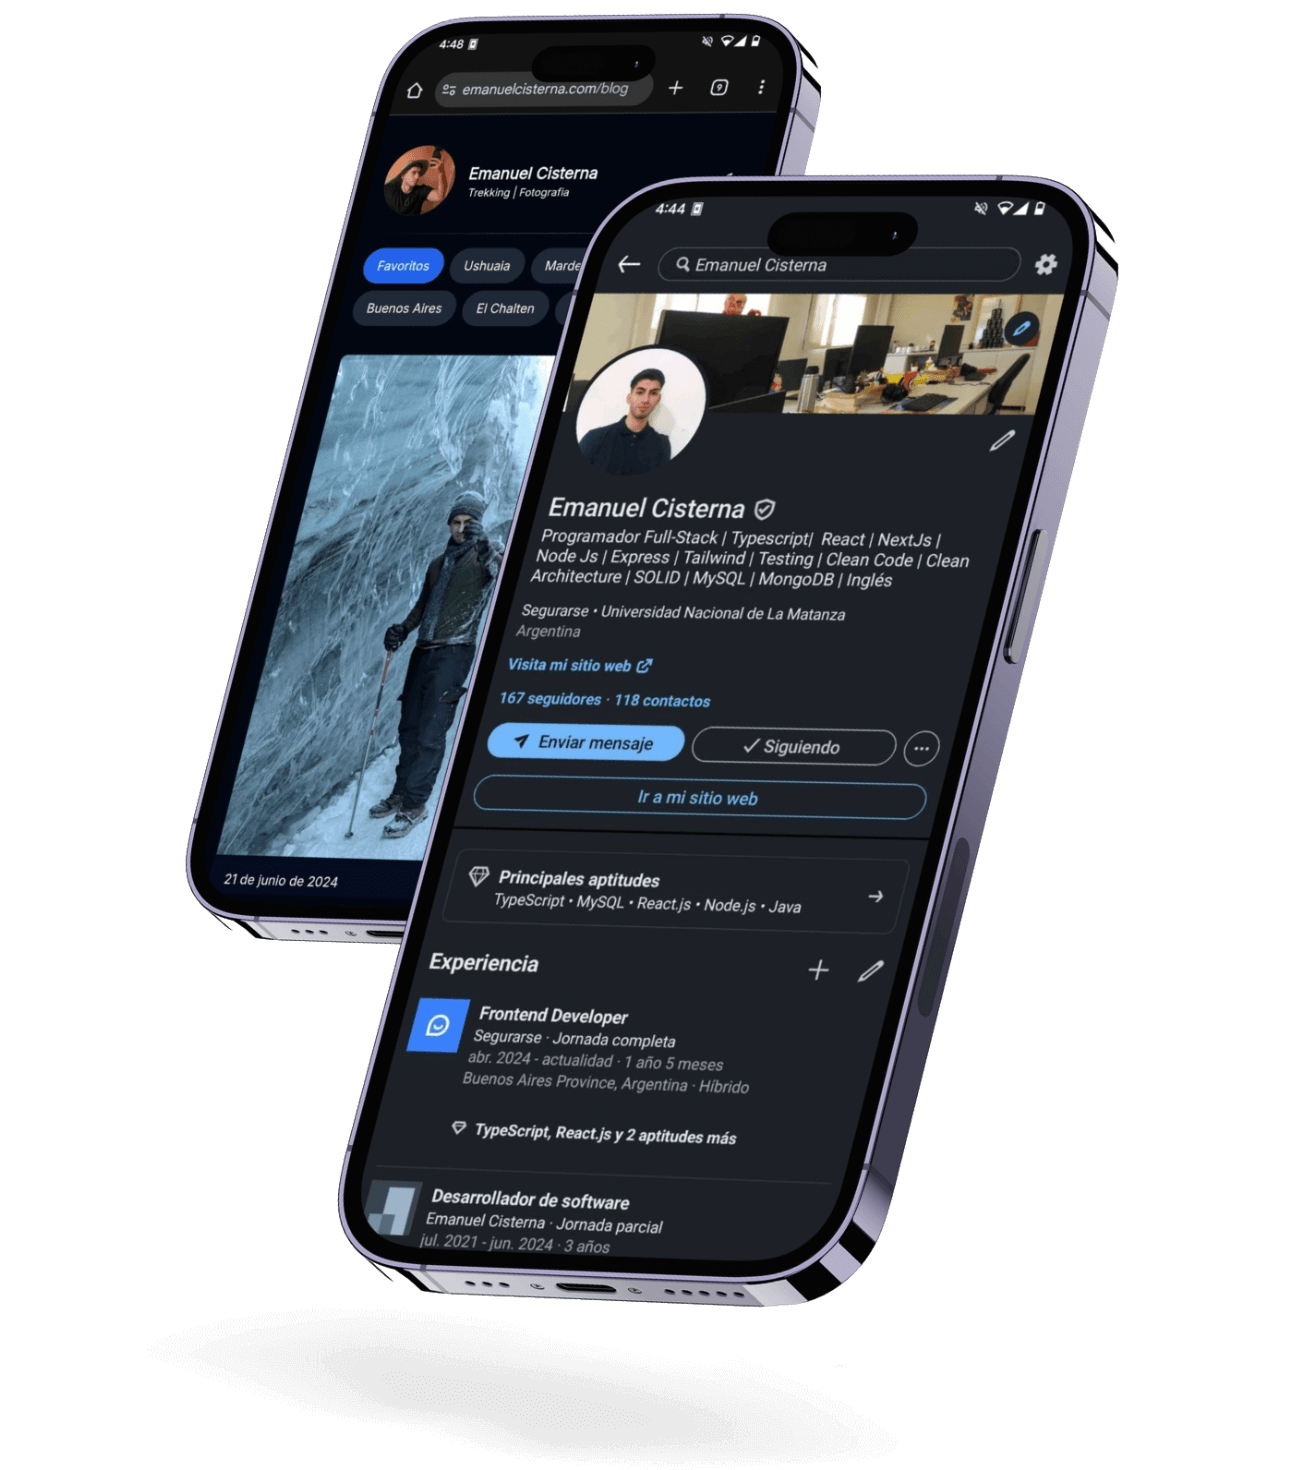 4:48
emanuelcisterna.com/blog
9
Emanuel Cisterna
Trekking | Fotografia
Favoritos
Ushuaia
Marde
Buenos Aires
El Chalten
21 de junio de 2024
4:44
Emanuel Cisterna
Emanuel Cisterna
Programador Full-Stack | Typescript| React | NextJs |
Node Js | Express | Tailwind | Testing | Clean Code | Clean
Architecture | SOLID | MySQL | MongoDB | Inglés
Segurarse • Universidad Nacional de La Matanza
Argentina
Visita mi sitio web
167 seguidores · 118 contactos
Enviar mensaje
Siguiendo
Ir a mi sitio web
Principales aptitudes
TypeScript • MySQL • React.js • Node.js • Java
Experiencia
Frontend Developer
Segurarse · Jornada completa
abr. 2024 - actualidad · 1 año 5 meses
Buenos Aires Province, Argentina · Híbrido
TypeScript, React.js y 2 aptitudes más
Desarrollador de software
Emanuel Cisterna · Jornada parcial
jul. 2021 - jun. 2024 · 3 años